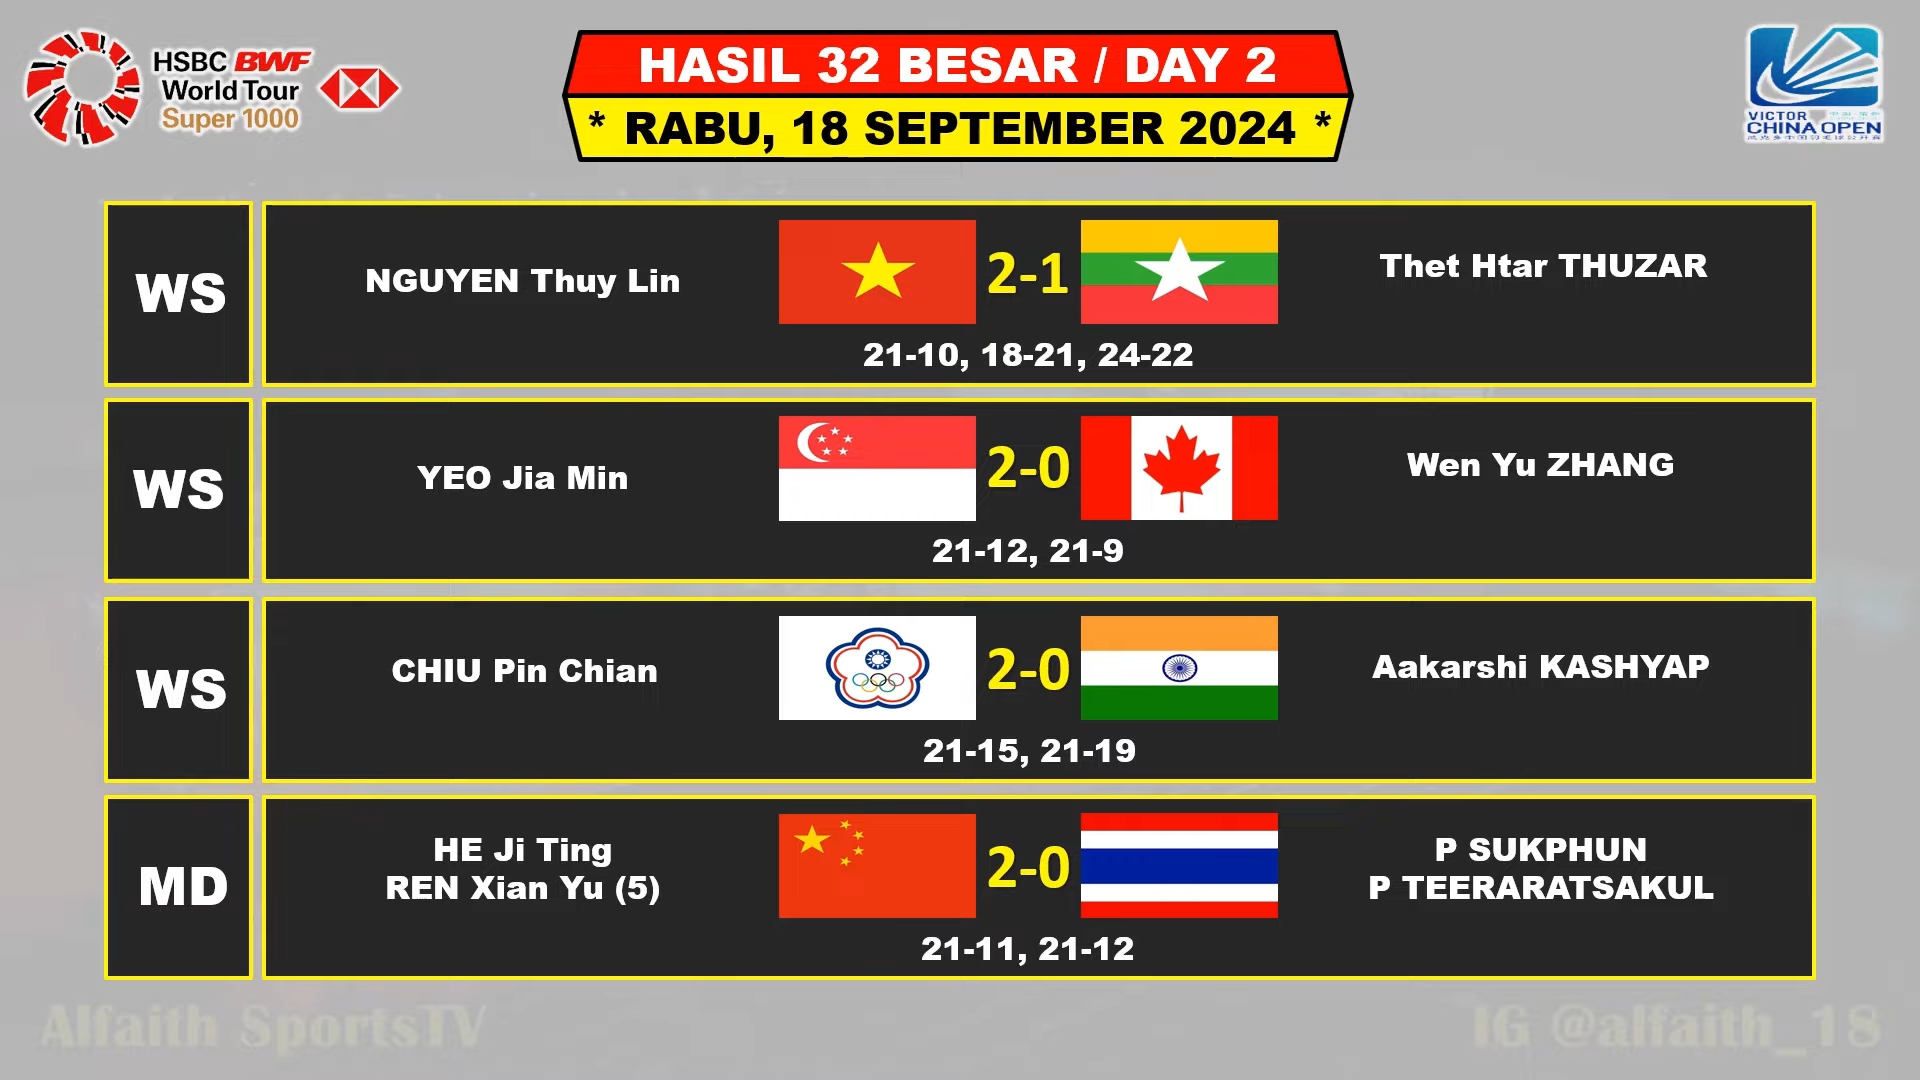 HSBC BWF
World Tour
Super 1000
HASIL 32 BESAR / DAY 2
* RABU, 18 SEPTEMBER 2024 *
VICTOR
CHINA OPEN
WS
NGUYEN Thuy Lin
2-1
Thet Htar THUZAR
21-10, 18-21, 24-22
WS
YEO Jia Min
2-0
Wen Yu ZHANG
21-12, 21-9
WS
CHIU Pin Chian
2-0
Aakarshi KASHYAP
21-15, 21-19
MD
HE Ji Ting
REN Xian Yu (5)
2-0
P SUKPHUN
P TEERARATSAKUL
21-11, 21-12
Alfaith SportsTV
IG @alfaith_18